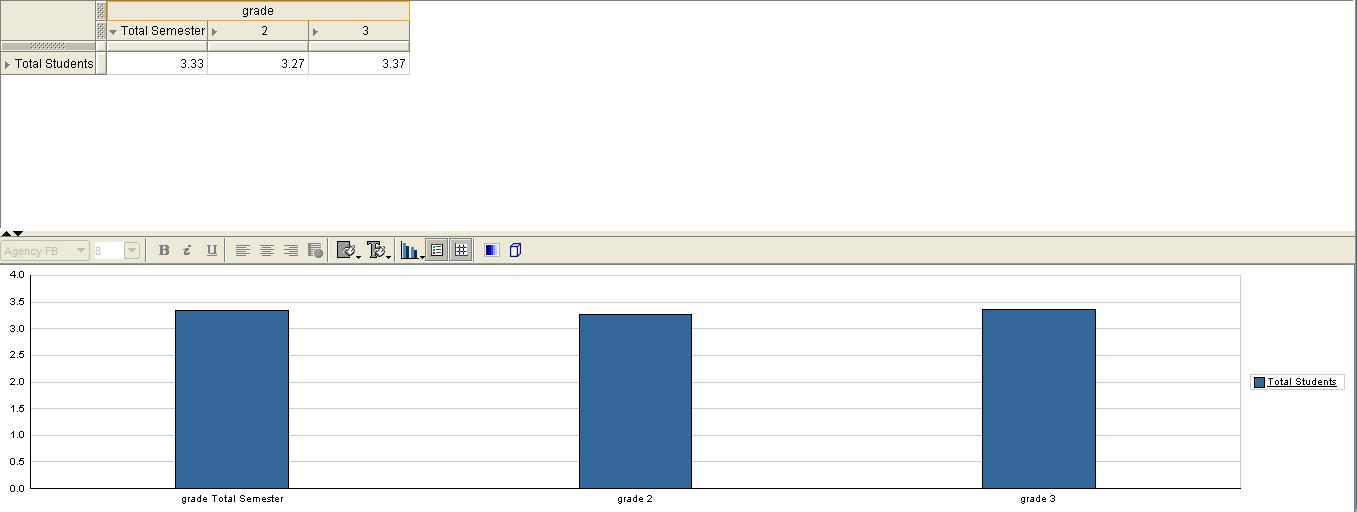 grade
Total Semester 2 3
Total Students 3.33 3.27 3.37
Agency FB 8 B i U
4.0
3.5
3.0
2.5
2.0
1.5
1.0
0.5
0.0
grade Total Semester grade 2 grade 3
Total Students